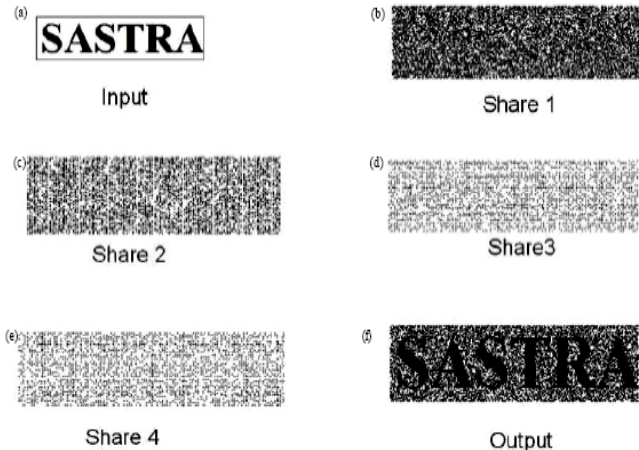 (a)
SASTRA
Input
(b)
Share 1
(c)
Share 2
(d)
Share3
(e)
Share 4
(f)
SASTRA
Output